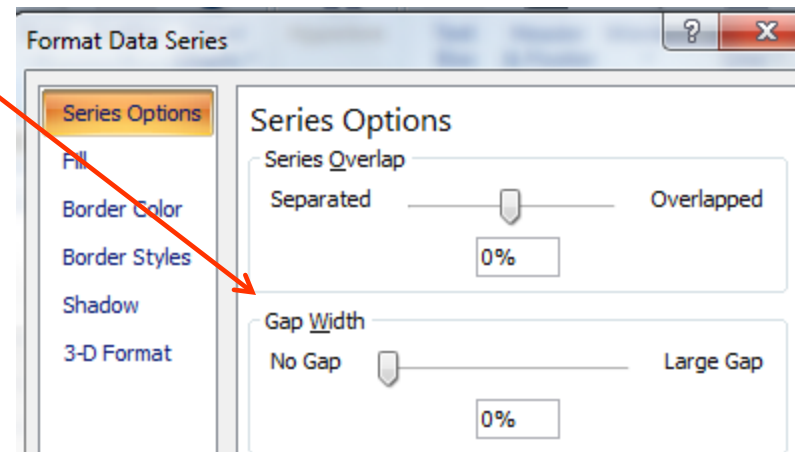 Format Data Series
Series Options
Fill
Border Color
Border Styles
Shadow
3-D Format
Series Options
Series Overlap
Separated Overlapped
0%
Gap Width
No Gap Large Gap
0%